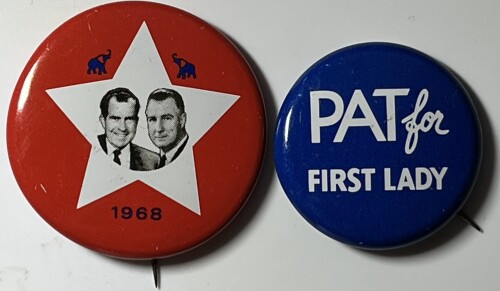 1968
PAT for
FIRST LADY